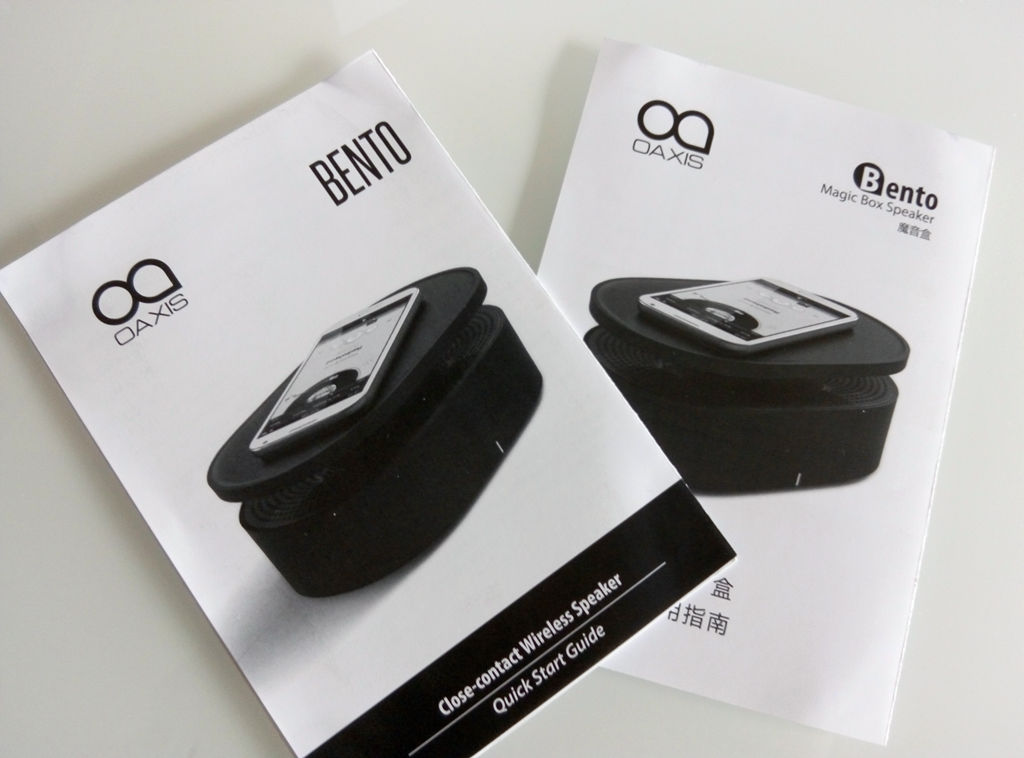 BENTO
OAXIS
Close-contact Wireless Speaker
Quick Start Guide
OAXIS
Bento
Magic Box Speaker
魔音盒
盒
用指南